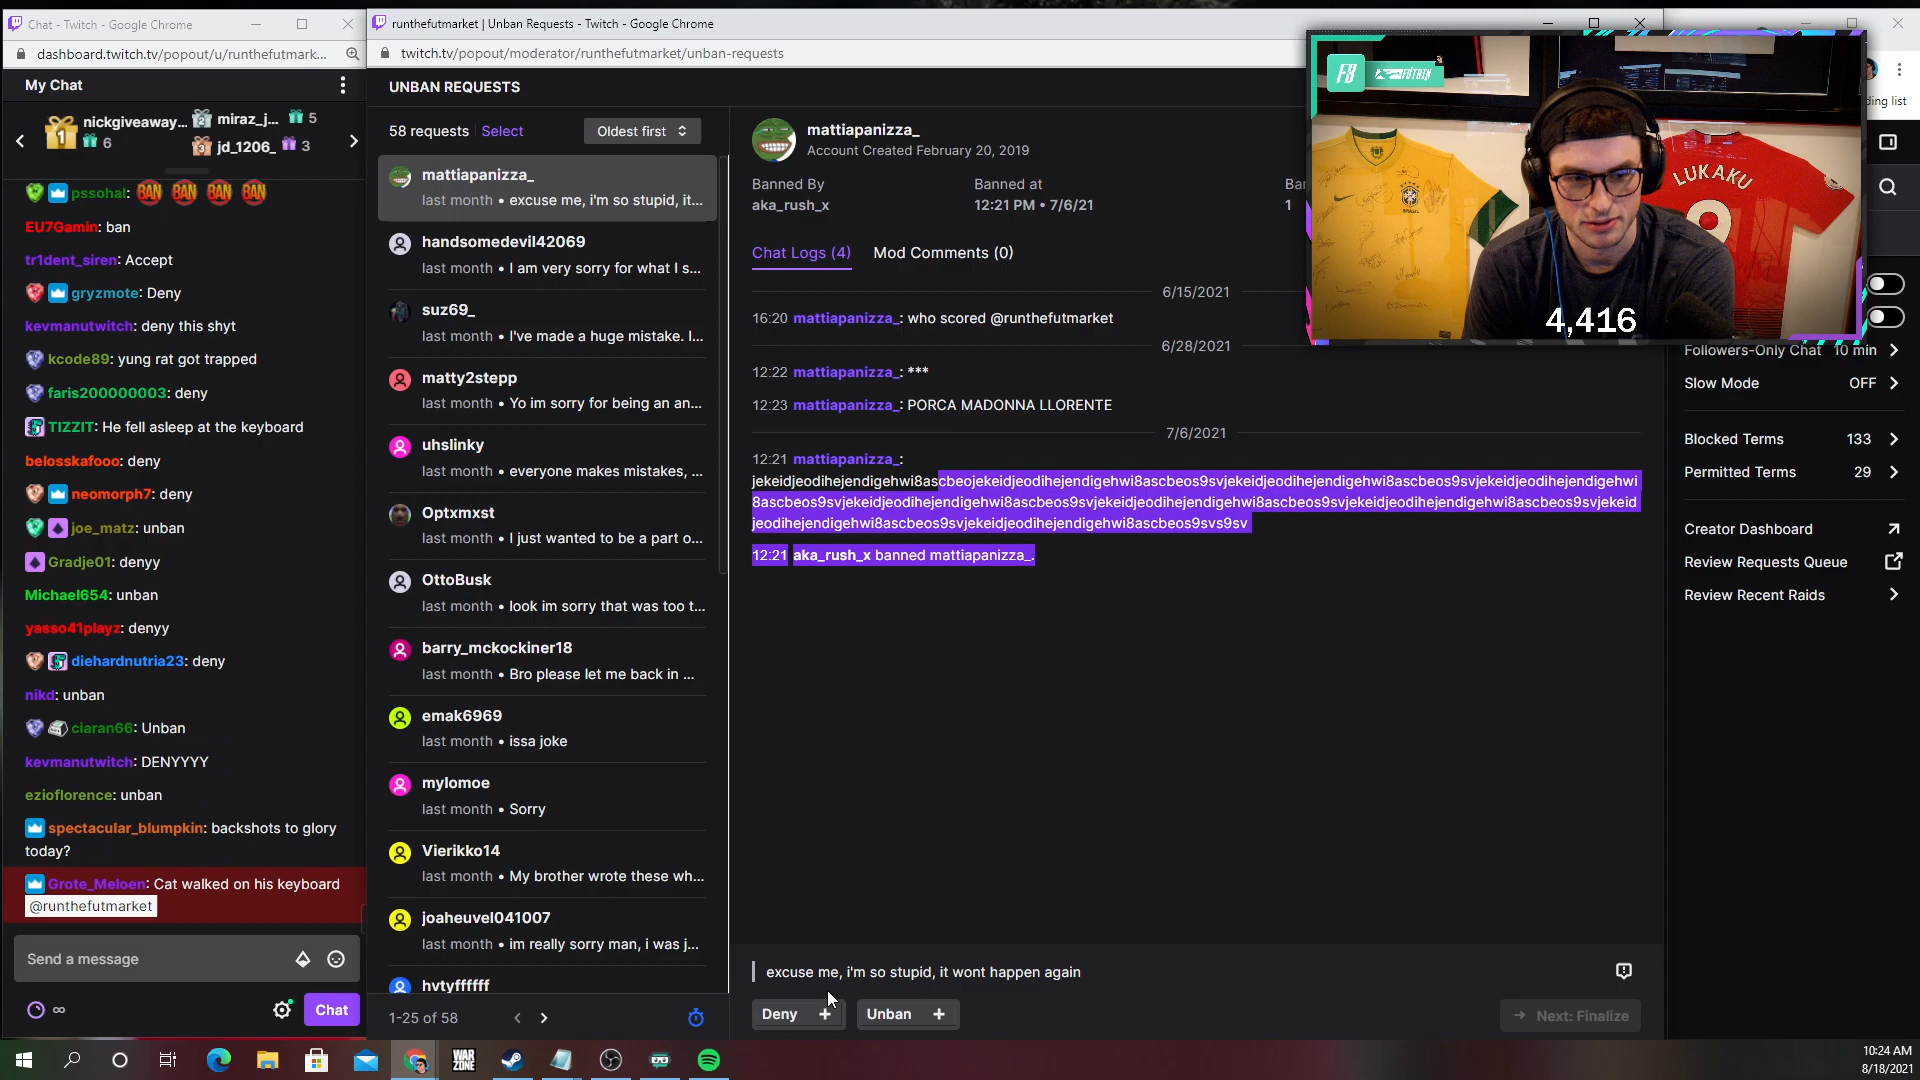 Chat - Twitch - Google Chrome
dashboard.twitch.tv/popout/u/runthefutmark...
My Chat
1
nickgiveaway...
6
2
miraz_j...
5
3
jd_1206_
3
pssohal: BAN BAN BAN BAN
EU7Gamin: ban
tr1dent_siren: Accept
gryzmote: Deny
kevmanutwitch: deny this shyt
kcode89: yung rat got trapped
faris200000003: deny
TIZZIT: He fell asleep at the keyboard
belosskafooo: deny
neomorph7: deny
joe_matz: unban
Gradje01: denyy
Michael654: unban
yasso41playz: denyy
diehardnutria23: deny
nikd: unban
ciaran66: Unban
kevmanutwitch: DENYYYY
ezioflorence: unban
spectacular_blumpkin: backshots to glory
today?
Grote_Meloen: Cat walked on his keyboard
@runthefutmarket
Send a message
∞
Chat
runthefutmarket | Unban Requests - Twitch - Google Chrome
twitch.tv/popout/moderator/runthefutmarket/unban-requests
UNBAN REQUESTS
58 requests
Select
Oldest first
mattiapanizza_
last month • excuse me, i'm so stupid, it...
handsomedevil42069
last month • I am very sorry for what I s...
suz69_
last month • I've made a huge mistake. I...
matty2stepp
last month • Yo im sorry for being an an...
uhslinky
last month • everyone makes mistakes, ...
Optxmxst
last month • I just wanted to be a part o...
OttoBusk
last month • look im sorry that was too t...
barry_mckockiner18
last month • Bro please let me back in ...
emak6969
last month • issa joke
mylomoe
last month • Sorry
Vierikko14
last month • My brother wrote these wh...
joaheuvel041007
last month • im really sorry man, i was j...
hvtyffffff
1-25 of 58
mattiapanizza_
Account Created February 20, 2019
Banned By
aka_rush_x
Banned at
12:21 PM • 7/6/21
1
Chat Logs (4)
Mod Comments (0)
6/15/2021
16:20 mattiapanizza_: who scored @runthefutmarket
6/28/2021
12:22 mattiapanizza_: ***
12:23 mattiapanizza_: PORCA MADONNA LLORENTE
7/6/2021
12:21 mattiapanizza_:
jekeidjeodihejendigehwi8ascbeojekeidjeodihejendigehwi8ascbeos9svjekeidjeodihejendigehwi8ascbeos9svjekeidjeodihejendigehwi
8ascbeos9svjekeidjeodihejendigehwi8ascbeos9svjekeidjeodihejendigehwi8ascbeos9svjekeidjeodihejendigehwi8ascbeos9svjekeid
jeodihejendigehwi8ascbeos9svjekeidjeodihejendigehwi8ascbeos9svs9sv
12:21 aka_rush_x banned mattiapanizza_.
excuse me, i'm so stupid, it wont happen again
Deny +
Unban +
Next: Finalize
FB
LUKAKU
9
4,416
ding list
Followers-Only Chat 10 min
Slow Mode OFF
Blocked Terms 133
Permitted Terms 29
Creator Dashboard
Review Requests Queue
Review Recent Raids
WAR
ZONE
10:24 AM
8/18/2021